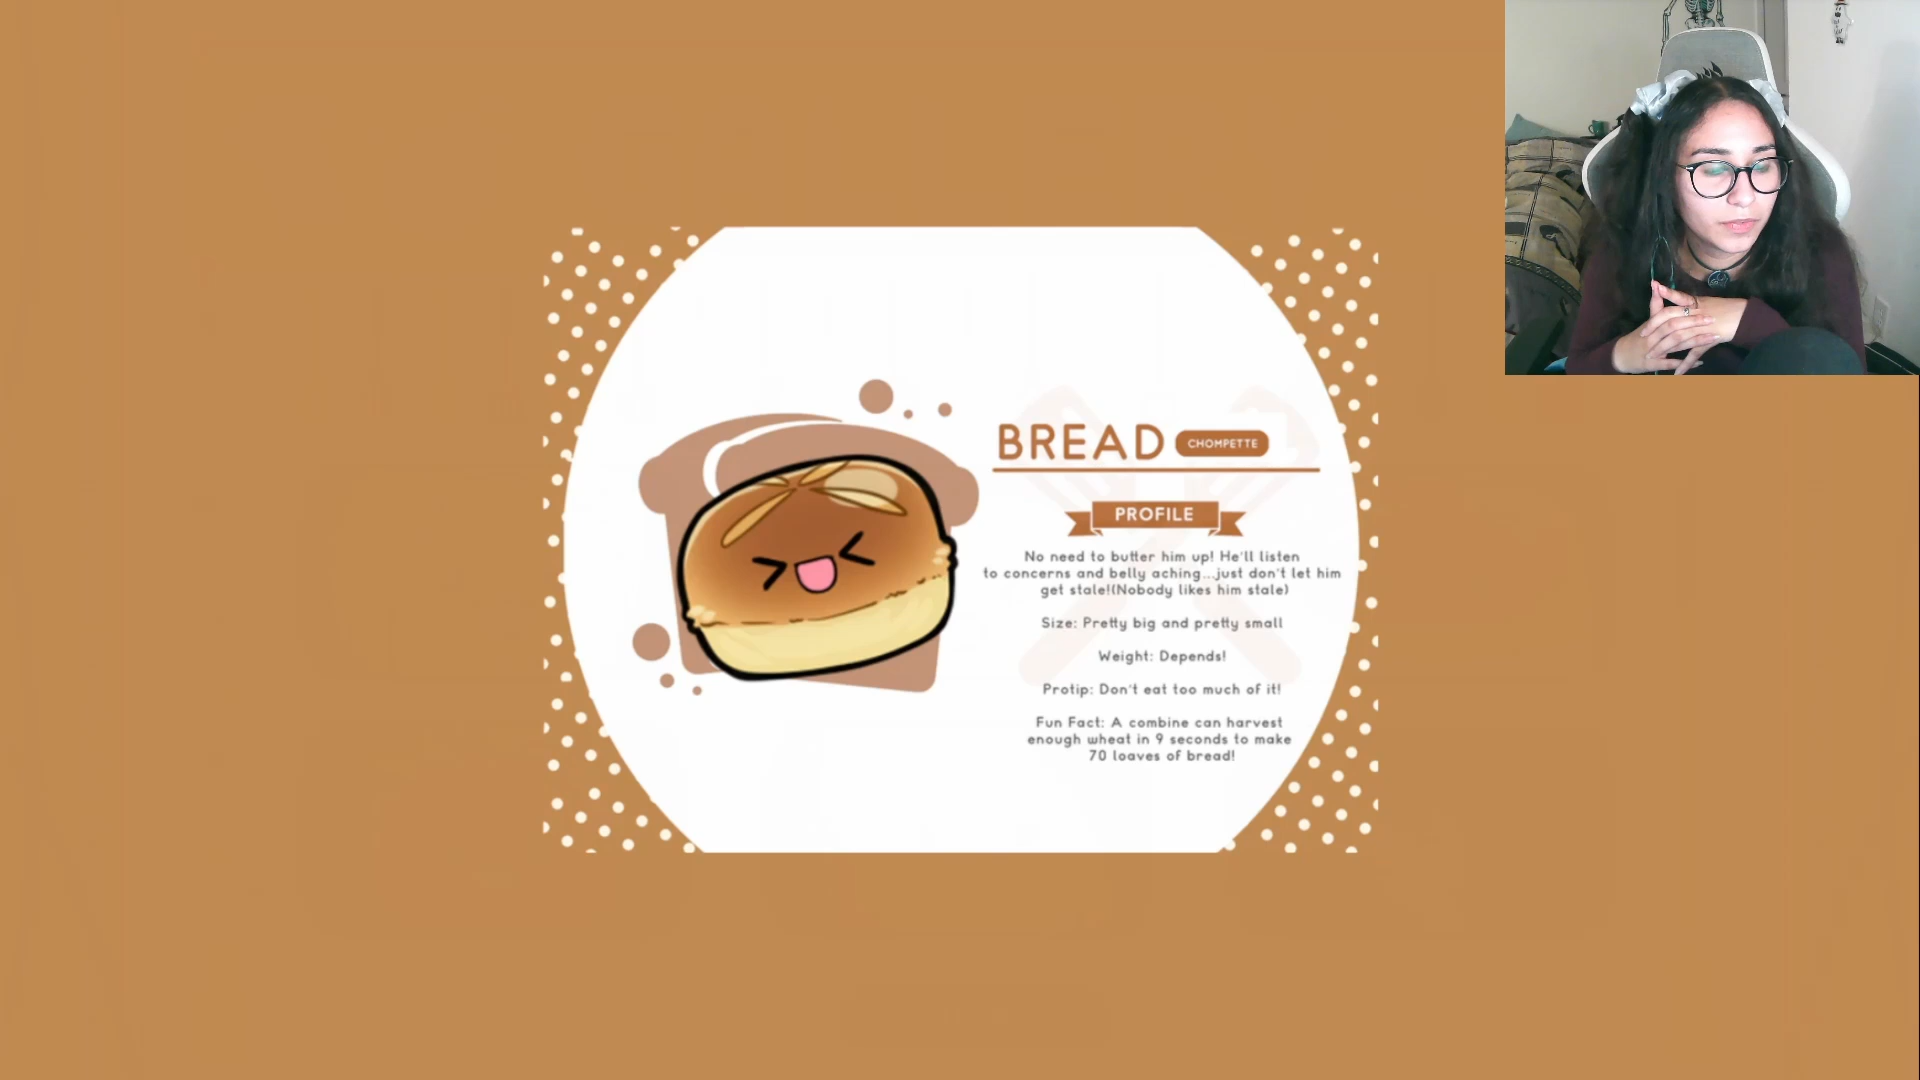 BREAD CHOMPETTE
PROFILE
No need to butter him up! He'll listen
to concerns and belly aching...just don't let him
get stale!(Nobody likes him stale)
Size: Pretty big and pretty small
Weight: Depends!
Protip: Don't eat too much of it!
Fun Fact: A combine can harvest
enough wheat in 9 seconds to make
70 loaves of bread!